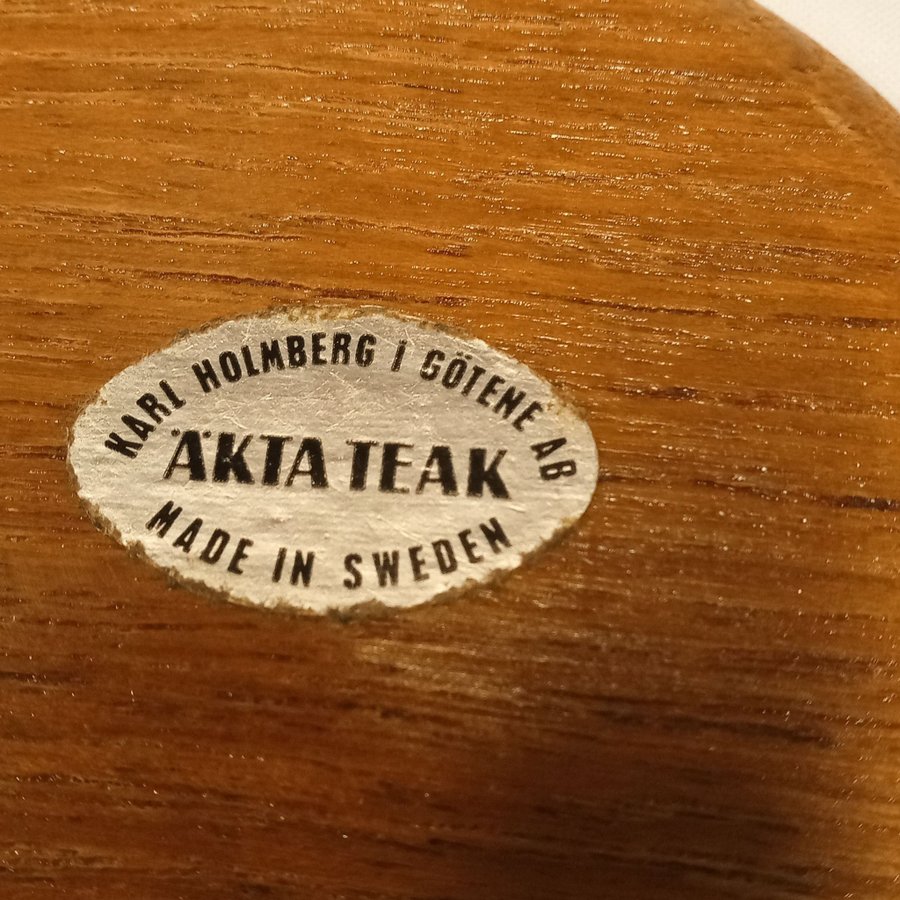 KARL HOLMBERG i GÖTENE AB
ÄKTA TEAK
MADE IN SWEDEN